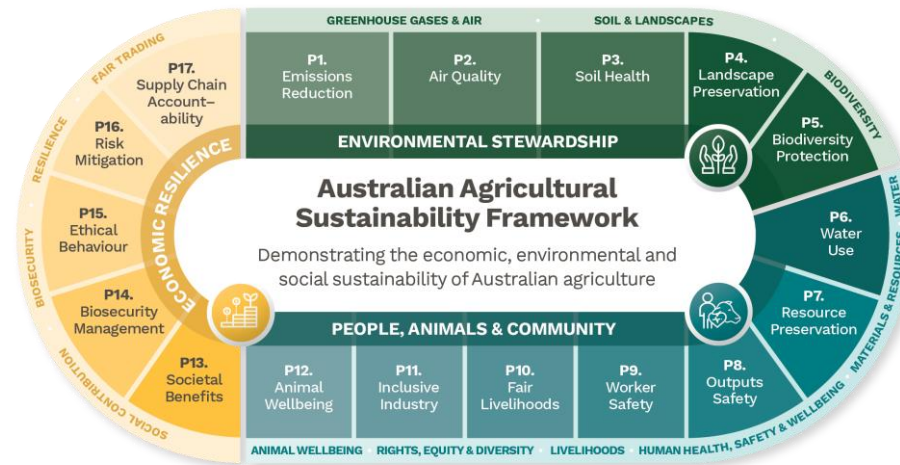 GREENHOUSE GASES & AIR • SOIL & LANDSCAPES
BIODIVERSITY
WATER
MATERIALS & RESOURCES
HUMAN HEALTH, SAFETY & WELLBEING
LIVELIHOODS
RIGHTS, EQUITY & DIVERSITY
ANIMAL WELLBEING
SOCIAL CONTRIBUTION
BIOSECURITY
RESILIENCE
FAIR TRADING
P1.
Emissions
Reduction
P2.
Air Quality
P3.
Soil Health
P4.
Landscape
Preservation
P5.
Biodiversity
Protection
P6.
Water
Use
P7.
Resource
Preservation
P8.
Outputs
Safety
P9.
Worker
Safety
P10.
Fair
Livelihoods
P11.
Inclusive
Industry
P12.
Animal
Wellbeing
P13.
Societal
Benefits
P14.
Biosecurity
Management
P15.
Ethical
Behaviour
P16.
Risk
Mitigation
P17.
Supply Chain
Account–
ability
ENVIRONMENTAL STEWARDSHIP
ECONOMIC RESILIENCE
Australian Agricultural
Sustainability Framework
Demonstrating the economic, environmental and
social sustainability of Australian agriculture
PEOPLE, ANIMALS & COMMUNITY